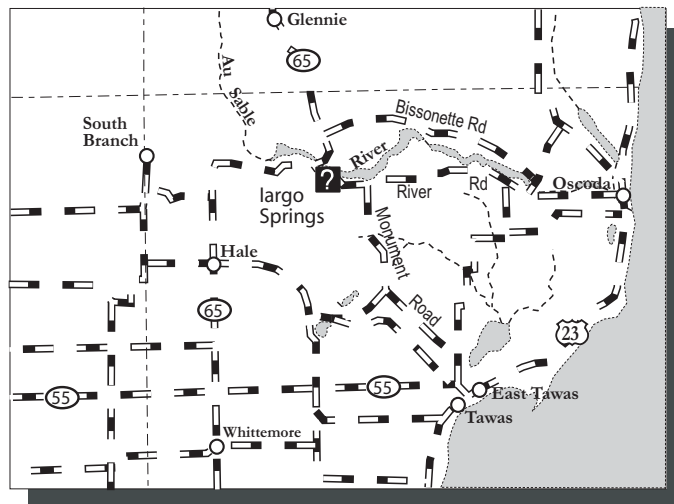 Glennie
65
Au Sable
Bissonette Rd
South
Branch
River
?
River Rd
Oscoda
largo
Springs
Monument
Hale
65
Road
23
55
55
East Tawas
Tawas
Whittemore